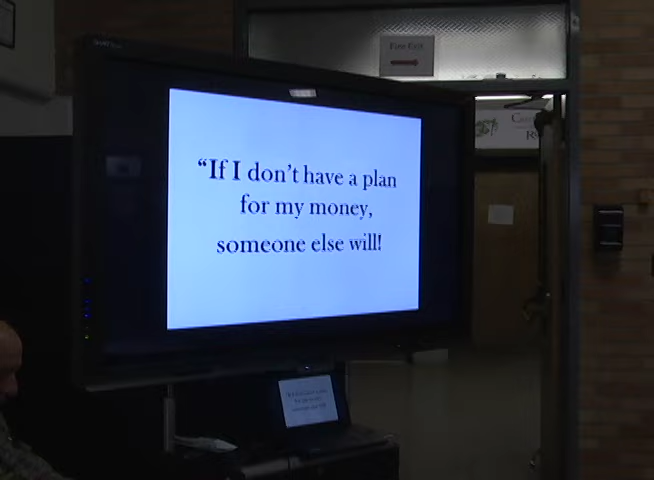 Fire Exit
“If I don’t have a plan
for my money,
someone else will!